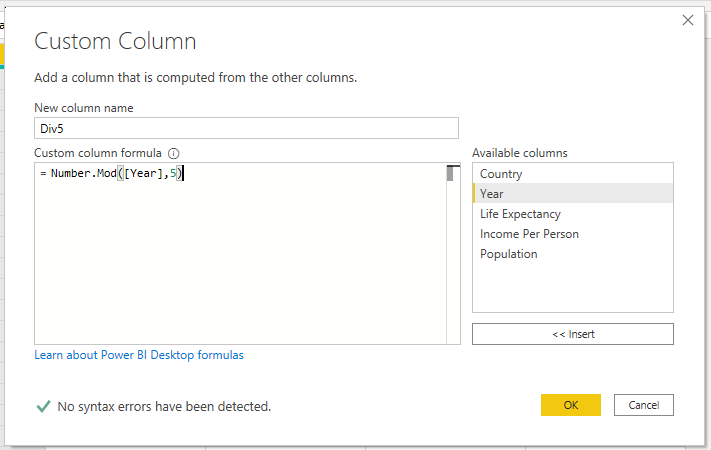 Custom Column
Add a column that is computed from the other columns.
New column name
Div5
Custom column formula
Available columns
= Number.Mod([Year],5)
Country
Year
Life Expectancy
Income Per Person
Population
<< Insert
Learn about Power BI Desktop formulas
No syntax errors have been detected.
OK
Cancel